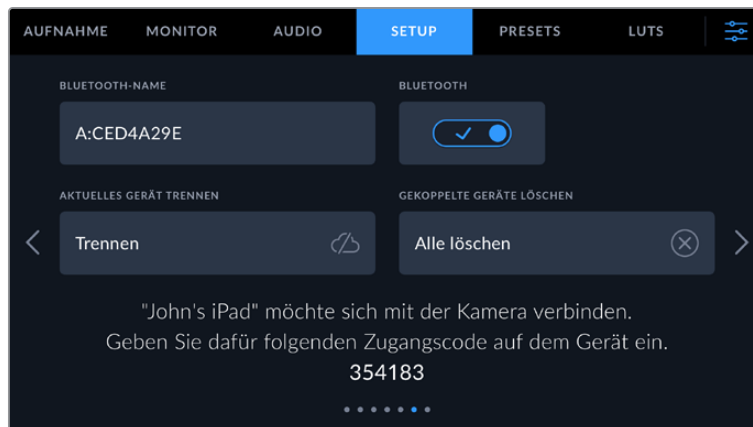 AUFNAHME MONITOR AUDIO SETUP PRESETS LUTS
BLUETOOTH-NAME BLUETOOTH
A:CED4A29E
AKTUELLES GERÄT TRENNEN GEKOPPELTE GERÄTE LÖSCHEN
Trennen Alle löschen
"John's iPad" möchte sich mit der Kamera verbinden.
Geben Sie dafür folgenden Zugangscode auf dem Gerät ein.
354183